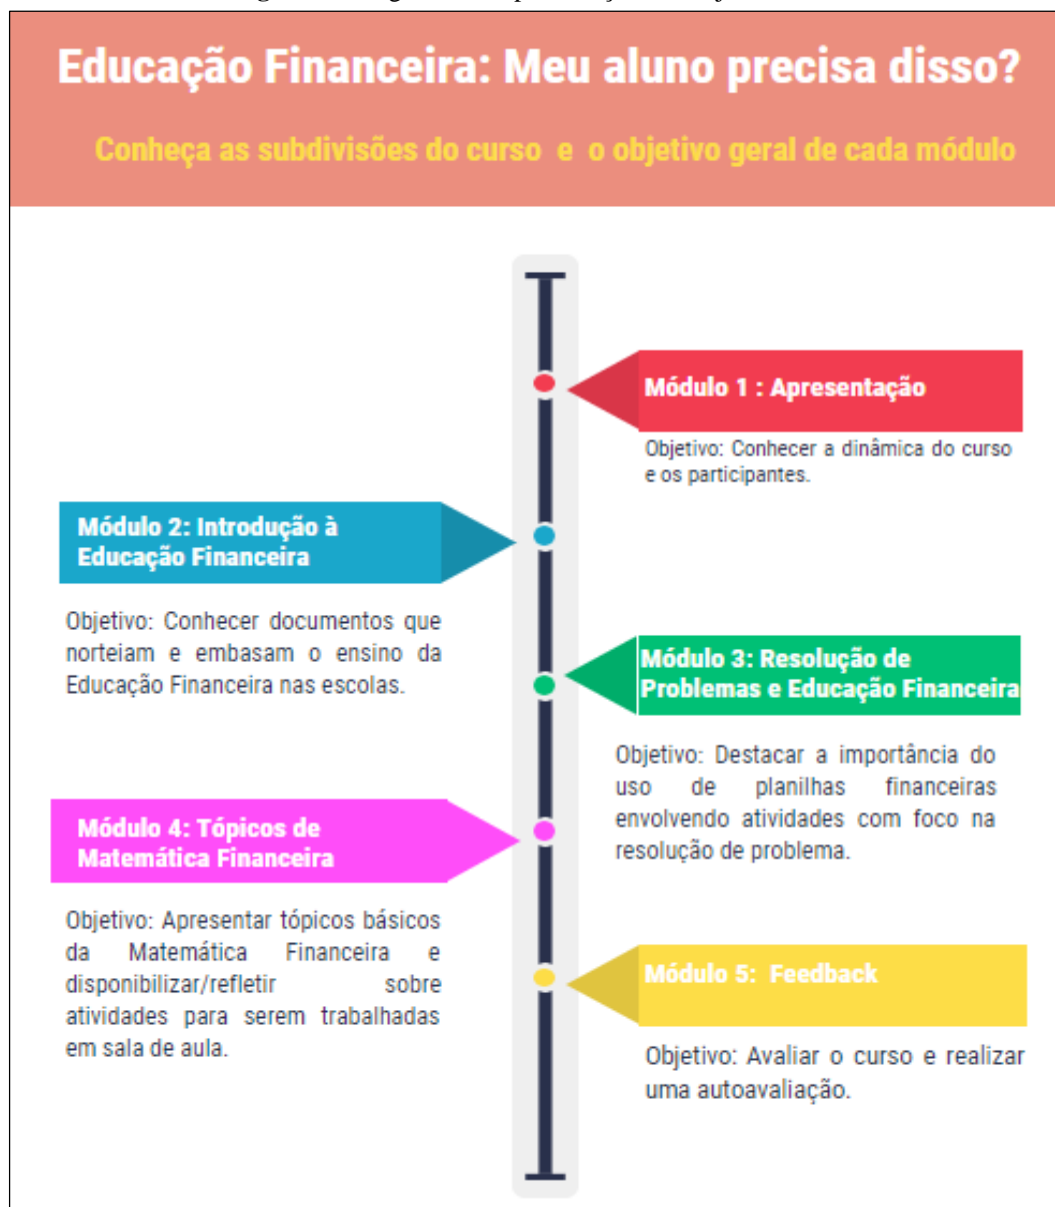 Educação Financeira: Meu aluno precisa disso?
Conheça as subdivisões do curso e o objetivo geral de cada módulo
Módulo 1 : Apresentação
Objetivo: Conhecer a dinâmica do curso
e os participantes.
Módulo 2: Introdução à
Educação Financeira
Objetivo: Conhecer documentos que
norteiam e embasam o ensino da
Educação Financeira nas escolas.
Módulo 3: Resolução de
Problemas e Educação Financeira
Objetivo: Destacar a importância do
uso de planilhas financeiras
envolvendo atividades com foco na
resolução de problema.
Módulo 4: Tópicos de
Matemática Financeira
Objetivo: Apresentar tópicos básicos
da Matemática Financeira e
disponibilizar/refletir sobre
atividades para serem trabalhadas
em sala de aula.
Módulo 5: Feedback
Objetivo: Avaliar o curso e realizar
uma autoavaliação.